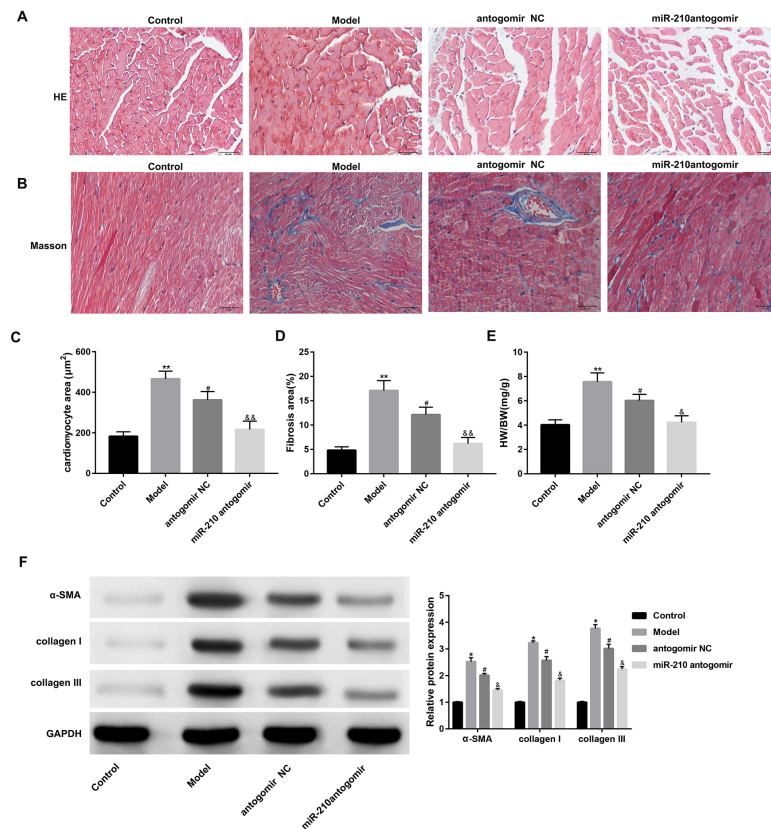 A
Control
Model
antogomir NC
miR-210antogomir
HE
B
Control
Model
antogomir NC
miR-210antogomir
Masson
C
cardiomyocyte area (μm²)
600
400
200
0
**
#
&&
Control
Model
antogomir NC
miR-210 antogomir
D
Fibrosis area(%)
25
20
15
10
5
0
**
#
&&
Control
Model
antogomir NC
miR-210 antogomir
E
HW/BW(mg/g)
10
8
6
4
2
0
**
#
&
Control
Model
antogomir NC
miR-210 antogomir
F
α-SMA
collagen I
collagen III
GAPDH
Control
Model
antogomir NC
miR-210antogomir
Relative protein expression
5
4
3
2
1
0
* # &
* # &
* # &
α-SMA collagen I collagen III
Control
Model
antogomir NC
miR-210 antogomir